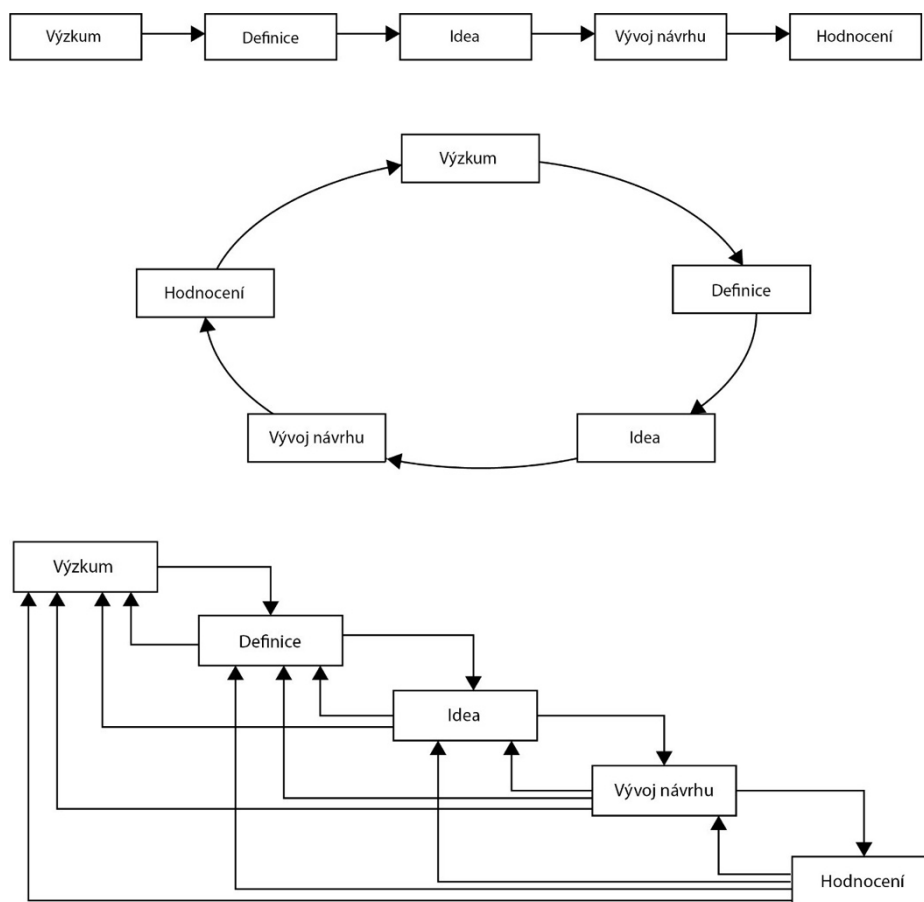 Výzkum
Definice
Idea
Vývoj návrhu
Hodnocení
Výzkum
Definice
Hodnocení
Vývoj návrhu
Idea
Výzkum
Definice
Idea
Vývoj návrhu
Hodnocení